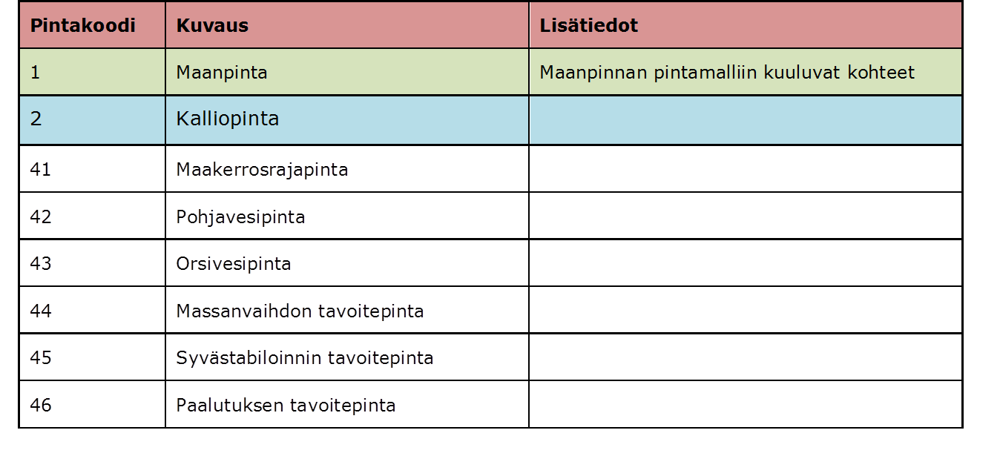 Pintakoodi Kuvaus Lisätiedot
1 Maanpinta Maanpinnan pintamalliin kuuluvat kohteet
2 Kalliopinta
41 Maakerrosrajapinta
42 Pohjavesipinta
43 Orsivesipinta
44 Massanvaihdon tavoitepinta
45 Syvästabiloinnin tavoitepinta
46 Paalutuksen tavoitepinta